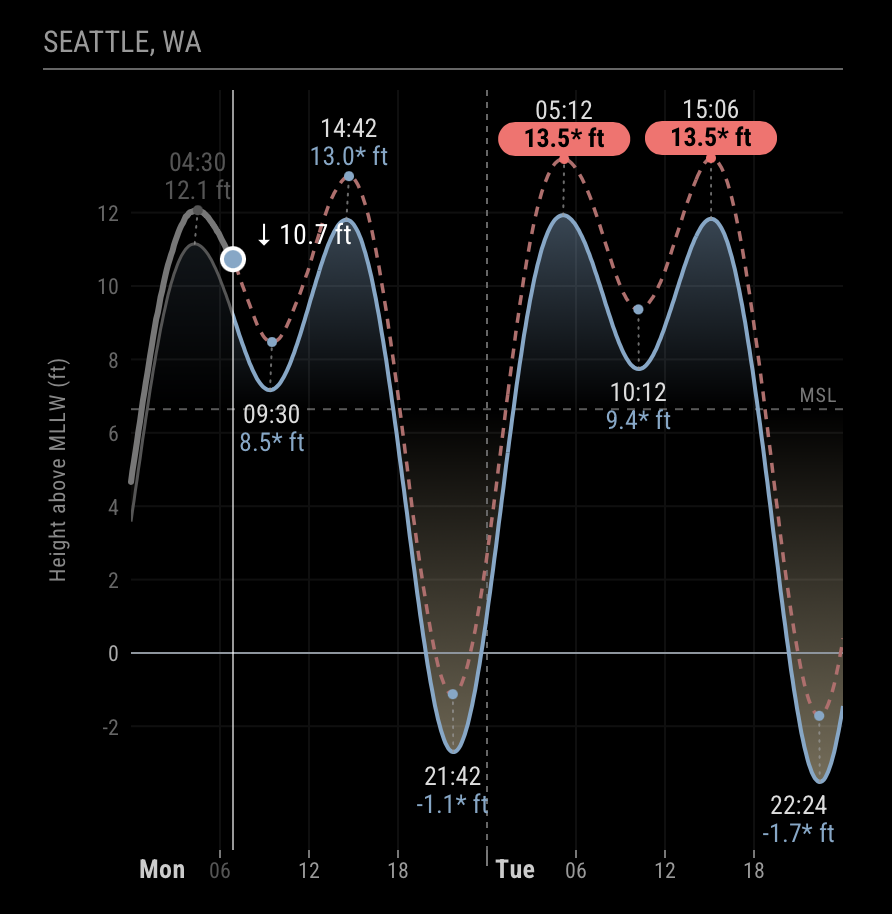 SEATTLE, WA
05:12
15:06
13.5* ft
13.5* ft
14:42
13.0* ft
04:30
12.1 ft
↓ 10.7 ft
12
10
8
6
4
2
0
-2
Height above MLLW (ft)
MSL
09:30
8.5* ft
10:12
9.4* ft
21:42
-1.1* ft
22:24
-1.7* ft
Mon 06 12 18 Tue 06 12 18